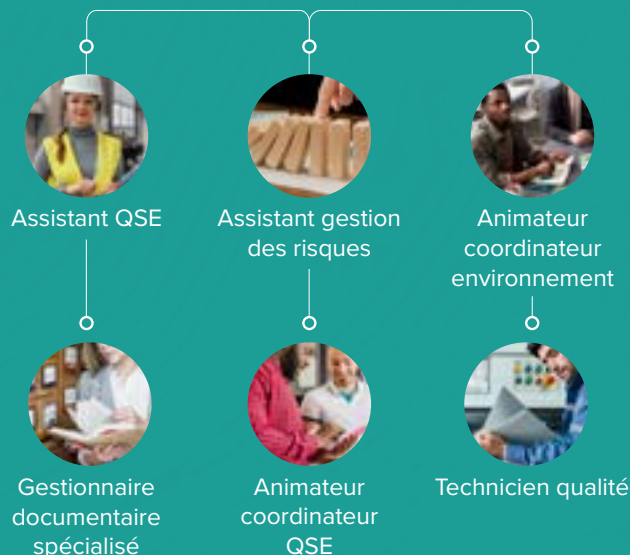 Assistant QSE
Assistant gestion
des risques
Animateur
coordinateur
environnement
Gestionnaire
documentaire
spécialisé
Animateur
coordinateur
QSE
Technicien qualité